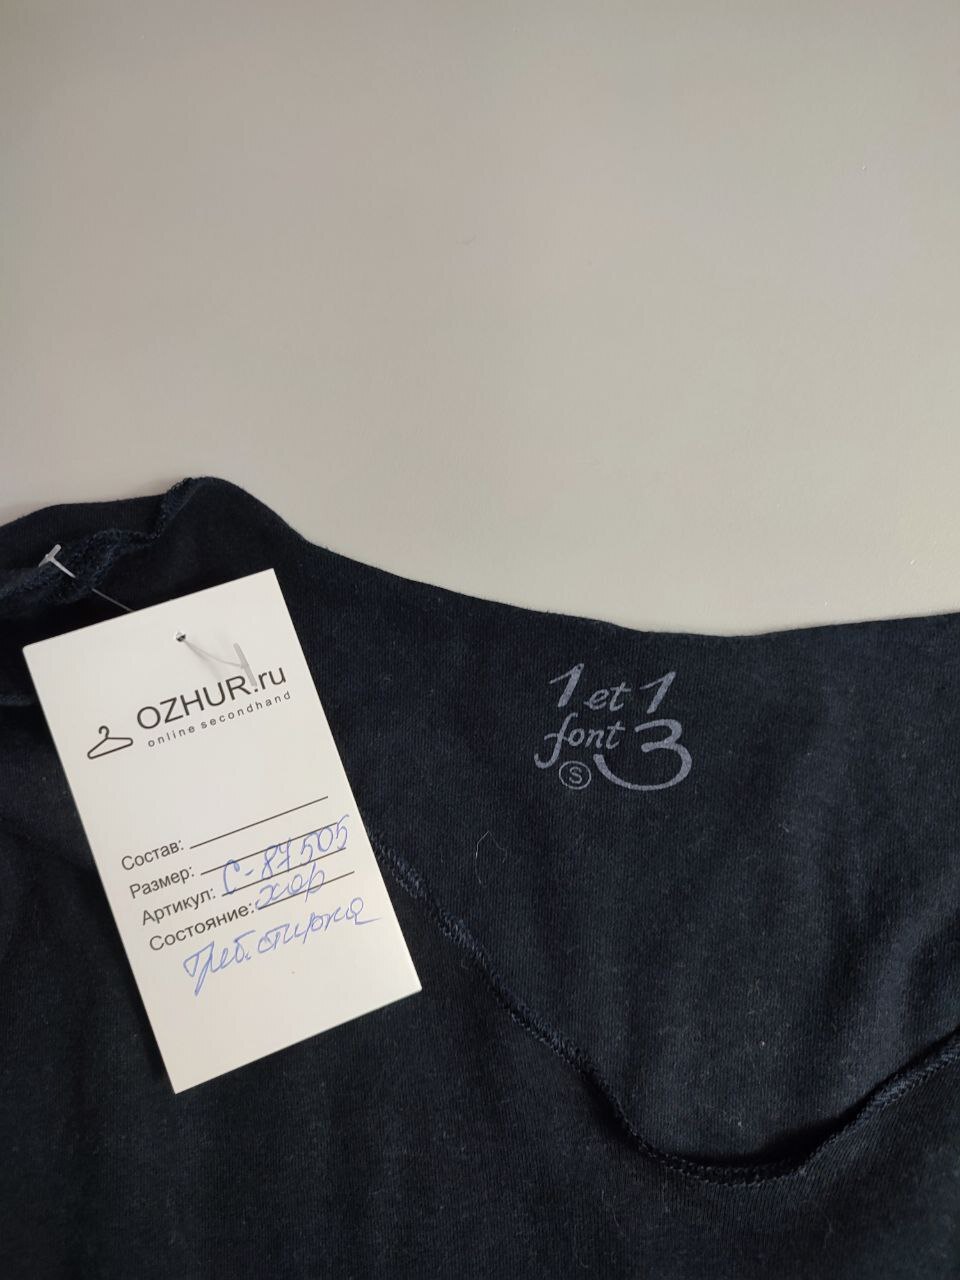 OZHUR.ru
online secondhand
Состав:
Размер:
Артикул: С-87505
Состояние: хор
Треб. стирка
1 et 1
font 3
S